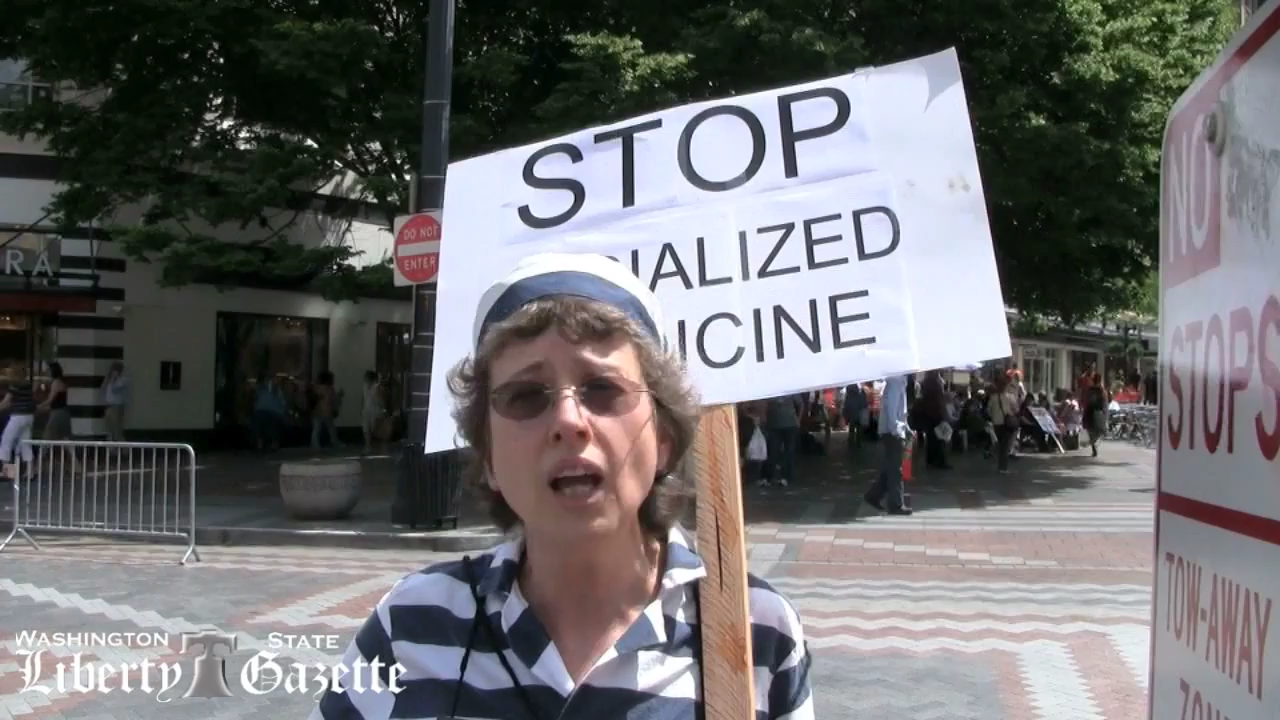 STOP
IALIZED
ICINE
DO NOT
ENTER
RA
NO
STOPS
TOW-AWAY
WASHINGTON STATE
Liberty Gazette